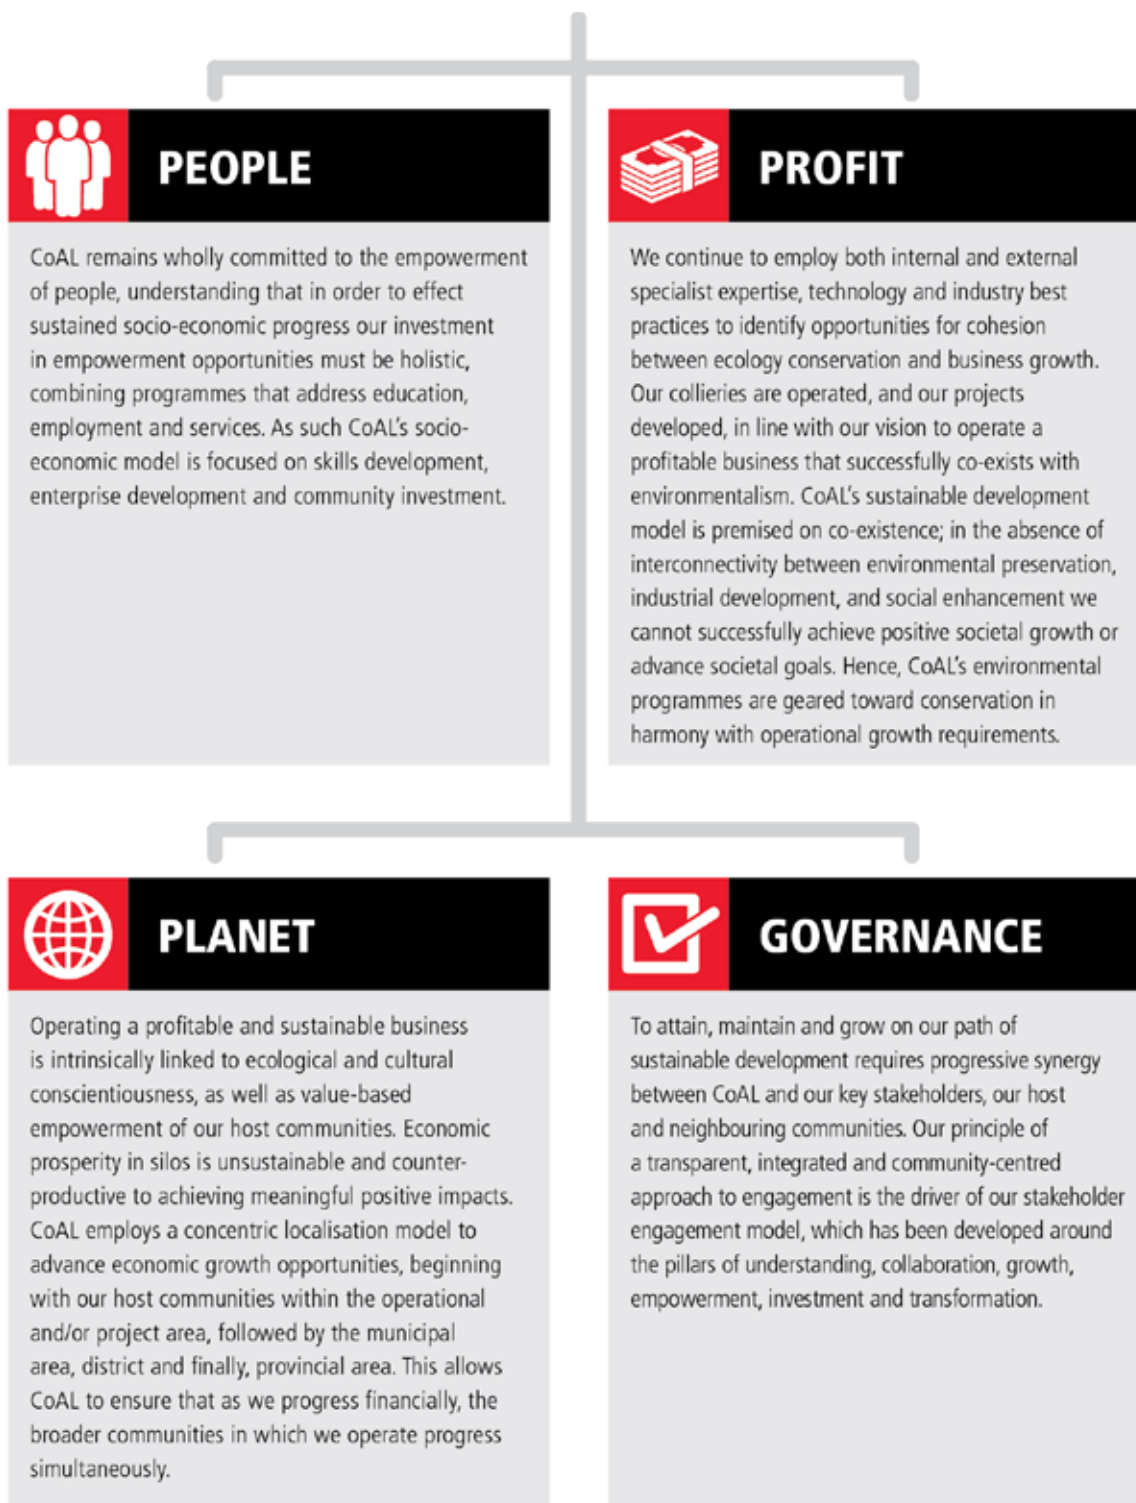 PEOPLE
CoAL remains wholly committed to the empowerment
of people, understanding that in order to effect
sustained socio-economic progress our investment
in empowerment opportunities must be holistic,
combining programmes that address education,
employment and services. As such CoAL’s socio-
economic model is focused on skills development,
enterprise development and community investment.
PROFIT
We continue to employ both internal and external
specialist expertise, technology and industry best
practices to identify opportunities for cohesion
between ecology conservation and business growth.
Our collieries are operated, and our projects
developed, in line with our vision to operate a
profitable business that successfully co-exists with
environmentalism. CoAL’s sustainable development
model is premised on co-existence; in the absence of
interconnectivity between environmental preservation,
industrial development, and social enhancement we
cannot successfully achieve positive societal growth or
advance societal goals. Hence, CoAL’s environmental
programmes are geared toward conservation in
harmony with operational growth requirements.
PLANET
Operating a profitable and sustainable business
is intrinsically linked to ecological and cultural
conscientiousness, as well as value-based
empowerment of our host communities. Economic
prosperity in silos is unsustainable and counter-
productive to achieving meaningful positive impacts.
CoAL employs a concentric localisation model to
advance economic growth opportunities, beginning
with our host communities within the operational
and/or project area, followed by the municipal
area, district and finally, provincial area. This allows
CoAL to ensure that as we progress financially, the
broader communities in which we operate progress
simultaneously.
GOVERNANCE
To attain, maintain and grow on our path of
sustainable development requires progressive synergy
between CoAL and our key stakeholders, our host
and neighbouring communities. Our principle of
a transparent, integrated and community-centred
approach to engagement is the driver of our stakeholder
engagement model, which has been developed around
the pillars of understanding, collaboration, growth,
empowerment, investment and transformation.